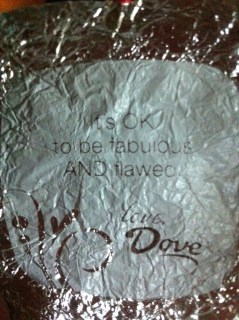 It's OK
to be fabulous
AND flawed.
love,
Dove